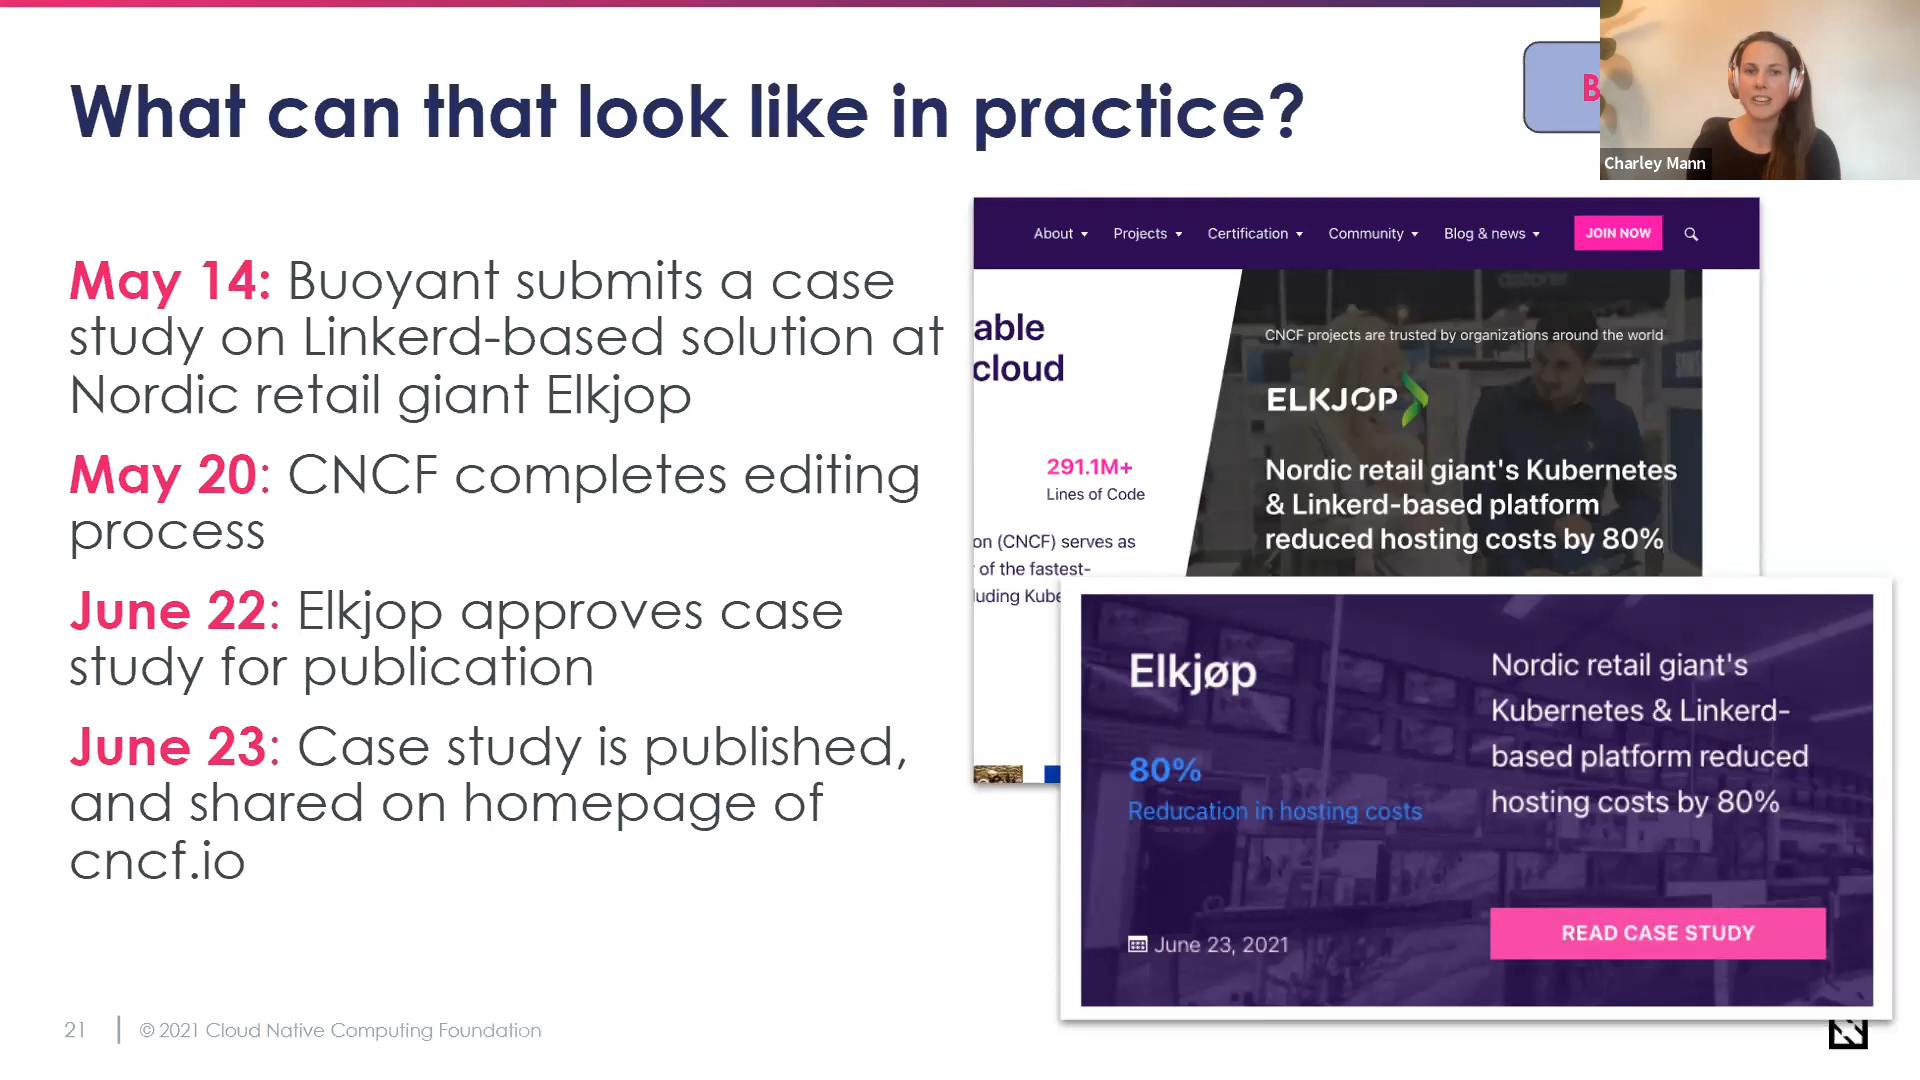 What can that look like in practice?
B
Charley Mann
May 14: Buoyant submits a case
study on Linkerd-based solution at
Nordic retail giant Elkjop
May 20: CNCF completes editing
process
June 22: Elkjop approves case
study for publication
June 23: Case study is published,
and shared on homepage of
cncf.io
About Projects Certification Community Blog & news JOIN NOW
able
cloud
291.1M+
Lines of Code
on (CNCF) serves as
of the fastest-
luding Kube
CNCF projects are trusted by organizations around the world
ELKJOP
Nordic retail giant's Kubernetes
& Linkerd-based platform
reduced hosting costs by 80%
Elkjøp
80%
Reducation in hosting costs
June 23, 2021
Nordic retail giant's
Kubernetes & Linkerd-
based platform reduced
hosting costs by 80%
READ CASE STUDY
21 | © 2021 Cloud Native Computing Foundation